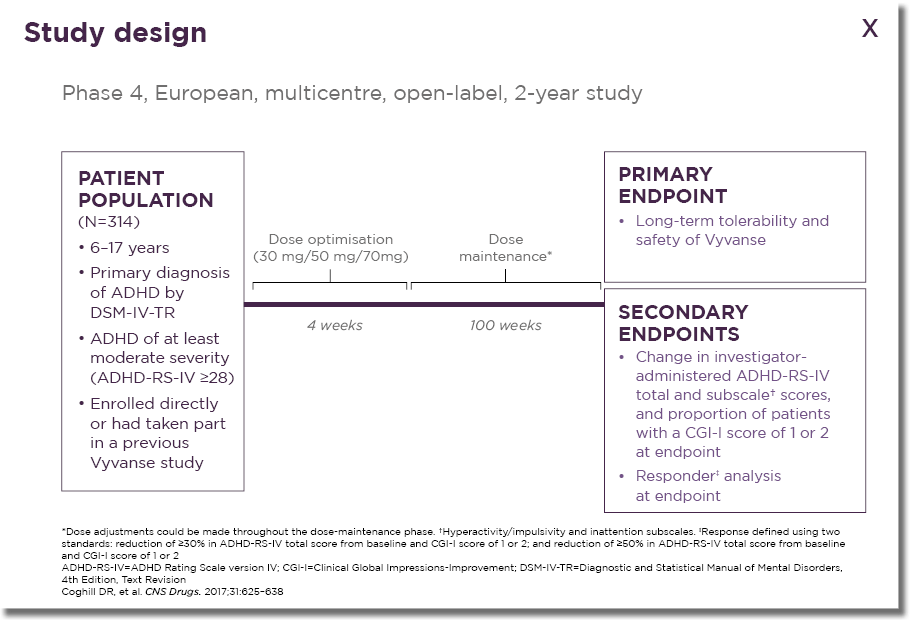 Study design
X
Phase 4, European, multicentre, open-label, 2-year study
PATIENT
POPULATION
(N=314)
• 6–17 years
• Primary diagnosis
of ADHD by
DSM-IV-TR
• ADHD of at least
moderate severity
(ADHD-RS-IV ≥28)
• Enrolled directly
or had taken part
in a previous
Vyvanse study
Dose optimisation
(30 mg/50 mg/70mg)
4 weeks
Dose
maintenance*
100 weeks
PRIMARY
ENDPOINT
• Long-term tolerability and
safety of Vyvanse
SECONDARY
ENDPOINTS
• Change in investigator-
administered ADHD-RS-IV
total and subscale† scores,
and proportion of patients
with a CGI-I score of 1 or 2
at endpoint
• Responder‡ analysis
at endpoint
*Dose adjustments could be made throughout the dose-maintenance phase. †Hyperactivity/impulsivity and inattention subscales. ‡Response defined using two
standards: reduction of ≥30% in ADHD-RS-IV total score from baseline and CGI-I score of 1 or 2; and reduction of ≥50% in ADHD-RS-IV total score from baseline
and CGI-I score of 1 or 2
ADHD-RS-IV=ADHD Rating Scale version IV; CGI-I=Clinical Global Impressions-Improvement; DSM-IV-TR=Diagnostic and Statistical Manual of Mental Disorders,
4th Edition, Text Revision
Coghill DR, et al. CNS Drugs. 2017;31:625–638